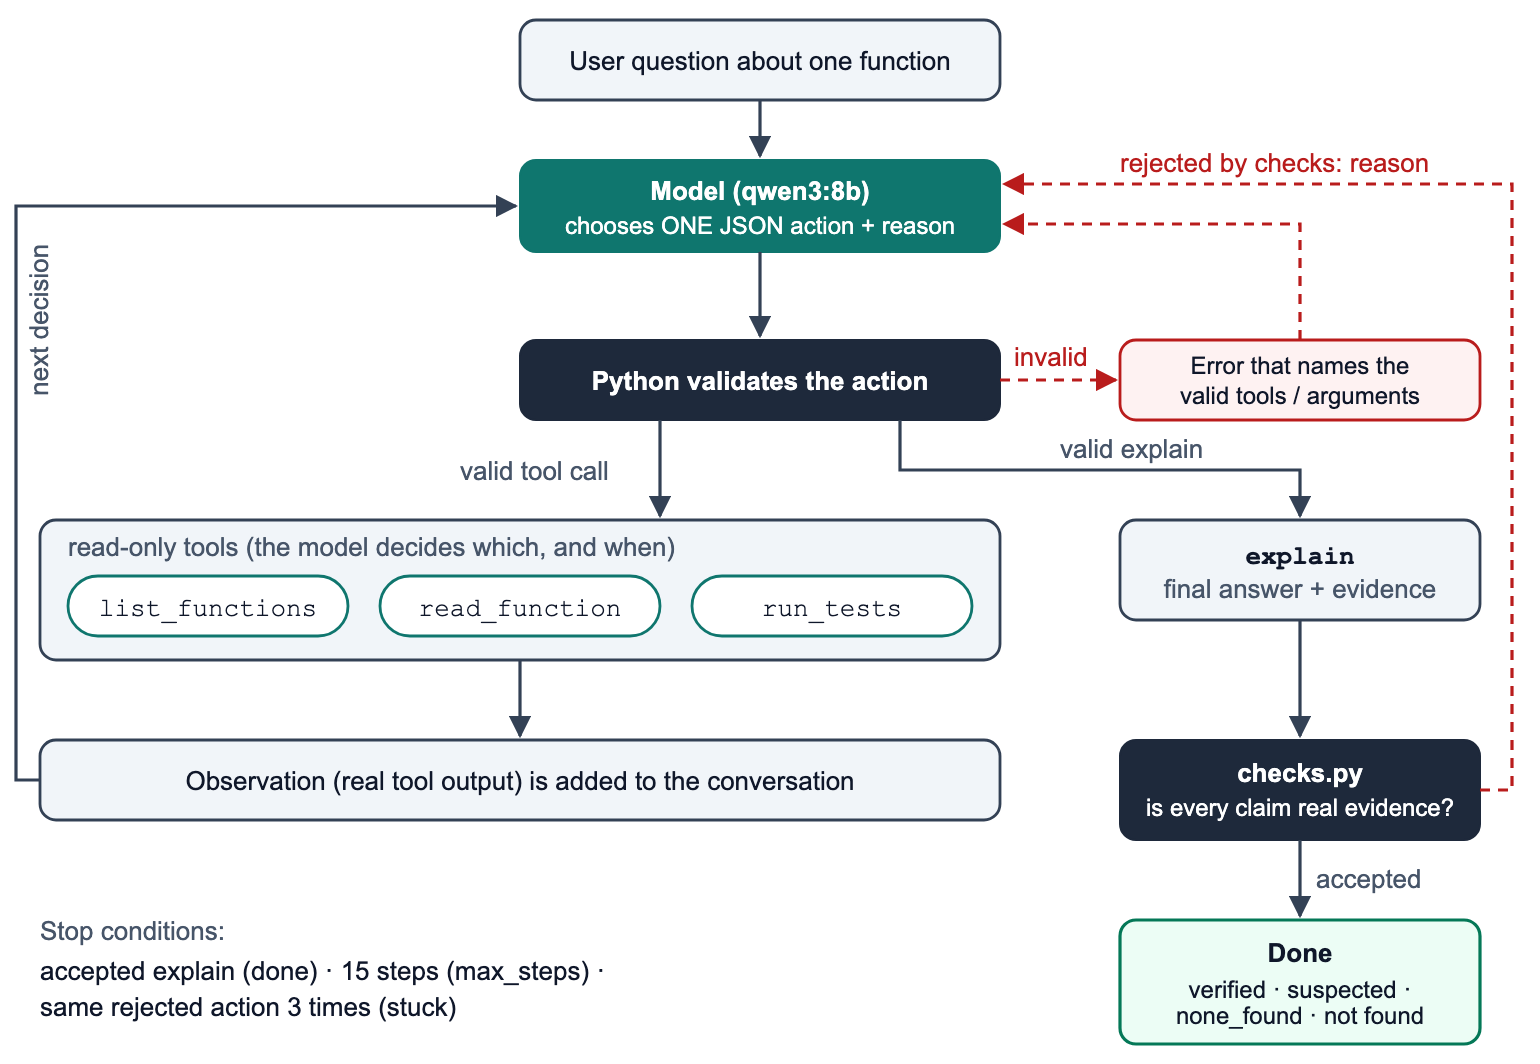 User question about one function
rejected by checks: reason
Model (qwen3:8b)
chooses ONE JSON action + reason
next decision
Python validates the action
invalid
Error that names the
valid tools / arguments
valid tool call
valid explain
read-only tools (the model decides which, and when)
list_functions
read_function
run_tests
explain
final answer + evidence
Observation (real tool output) is added to the conversation
checks.py
is every claim real evidence?
accepted
Stop conditions:
accepted explain (done) · 15 steps (max_steps) ·
same rejected action 3 times (stuck)
Done
verified · suspected ·
none_found · not found